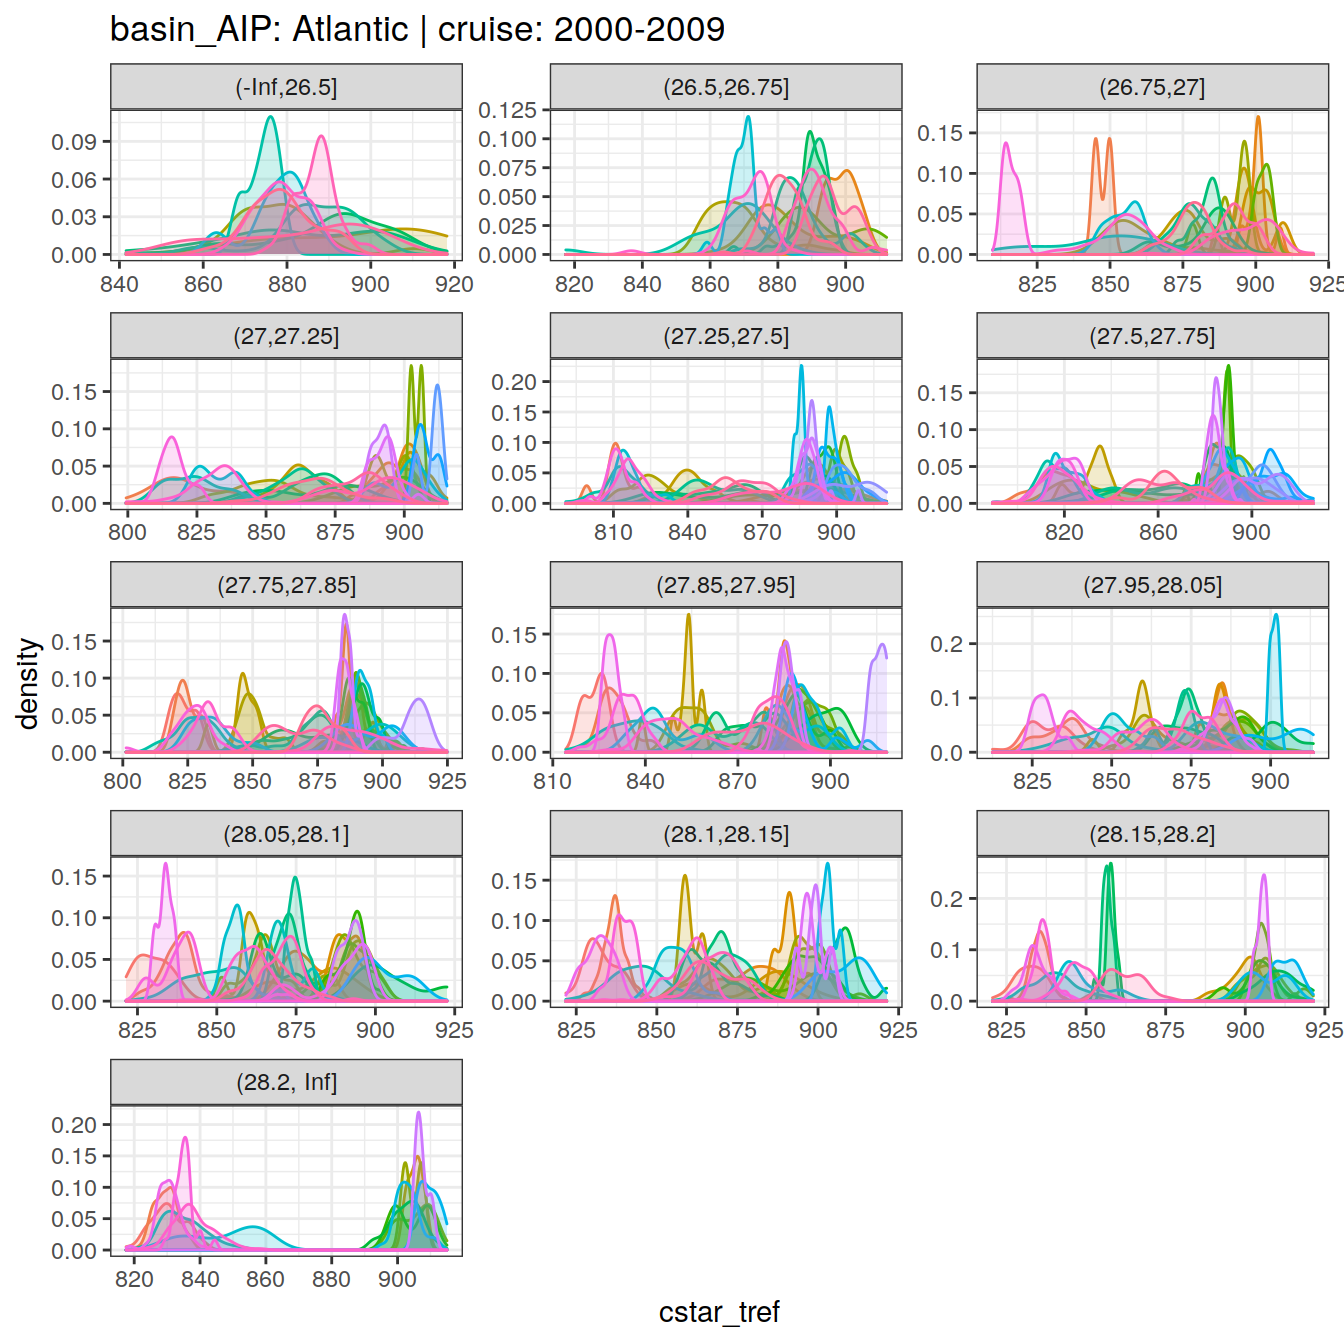 basin_AIP: Atlantic | cruise: 2000-2009
(-Inf,26.5] (26.5,26.75] (26.75,27]
0.09 0.06 0.03 0.00
840 860 880 900 920
0.125 0.100 0.075 0.050 0.025 0.000
820 840 860 880 900
0.15 0.10 0.05 0.00
825 850 875 900 925
(27,27.25] (27.25,27.5] (27.5,27.75]
0.15 0.10 0.05 0.00
800 825 850 875 900
0.20 0.15 0.10 0.05 0.00
810 840 870 900
0.15 0.10 0.05 0.00
820 860 900
(27.75,27.85] (27.85,27.95] (27.95,28.05]
0.15 0.10 0.05 0.00
800 825 850 875 900 925
0.15 0.10 0.05 0.00
810 840 870 900
0.2 0.1 0.0
825 850 875 900
density
(28.05,28.1] (28.1,28.15] (28.15,28.2]
0.15 0.10 0.05 0.00
825 850 875 900 925
0.15 0.10 0.05 0.00
825 850 875 900 925
0.2 0.1 0.0
825 850 875 900 925
(28.2, Inf]
0.20 0.15 0.10 0.05 0.00
820 840 860 880 900
cstar_tref